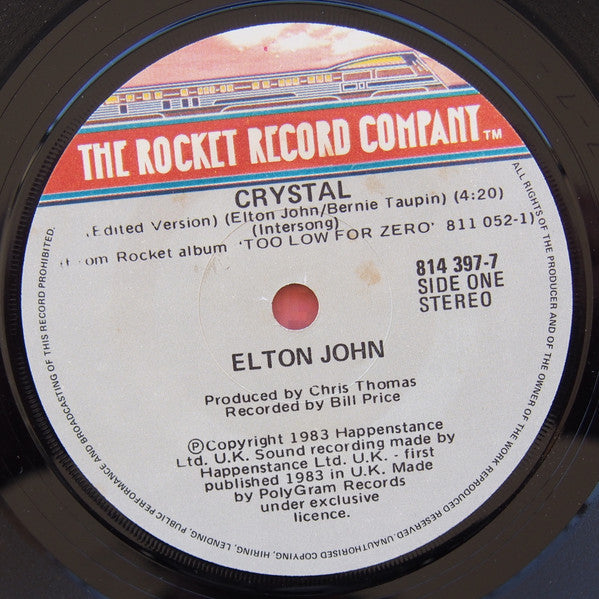 THE ROCKET RECORD COMPANY™
CRYSTAL
(Edited Version) (Elton John/Bernie Taupin) (4:20)
(Intersong)
(From Rocket album 'TOO LOW FOR ZERO' 811 052-1)
814 397-7
SIDE ONE
STEREO
ELTON JOHN
Produced by Chris Thomas
Recorded by Bill Price
ⓅCopyright 1983 Happenstance
Ltd. U.K. Sound recording made by
Happenstance Ltd. U.K. - first
published 1983 in U.K. Made
by PolyGram Records
under exclusive
licence.
ALL RIGHTS OF THE PRODUCER AND OF THE OWNER OF THE WORK REPRODUCED RESERVED. UNAUTHORISED COPYING, HIRING, LENDING, PUBLIC PERFORMANCE AND BROADCASTING OF THIS RECORD PROHIBITED.